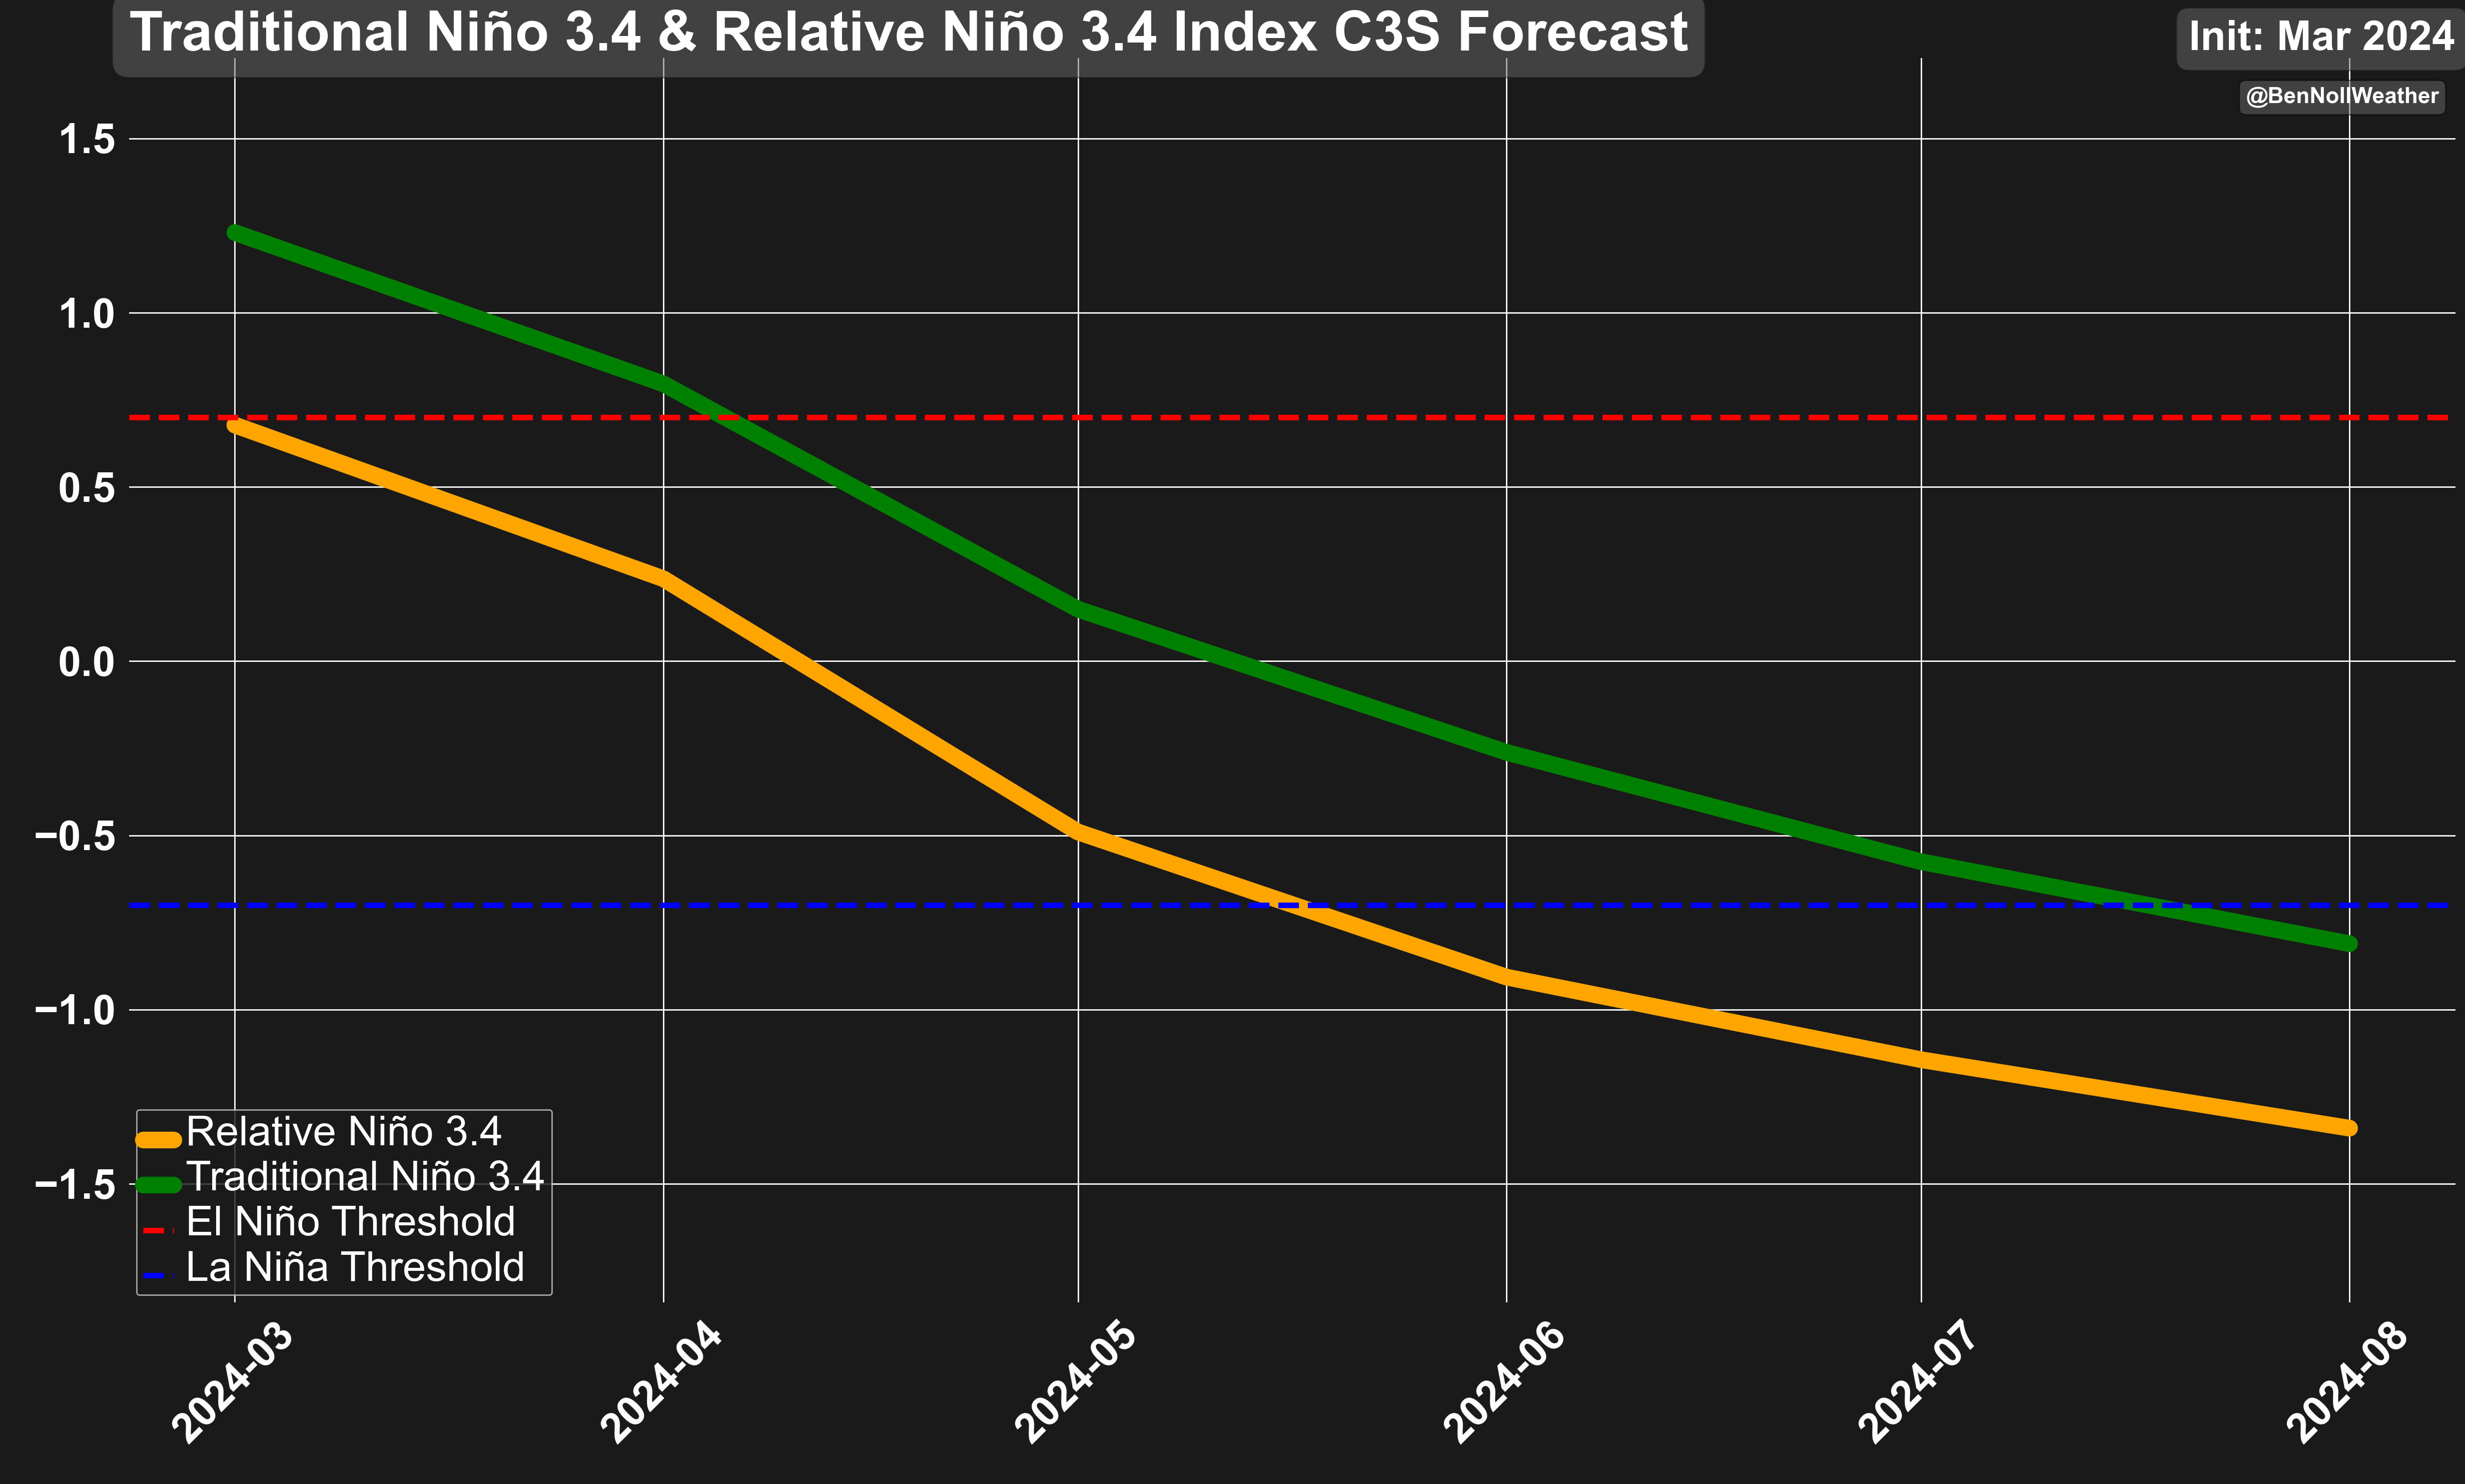 Traditional Niño 3.4 & Relative Niño 3.4 Index C3S Forecast
Init: Mar 2024
@BenNollWeather
1.5
1.0
0.5
0.0
−0.5
−1.0
−1.5
Relative Niño 3.4
Traditional Niño 3.4
El Niño Threshold
La Niña Threshold
2024-03
2024-04
2024-05
2024-06
2024-07
2024-08